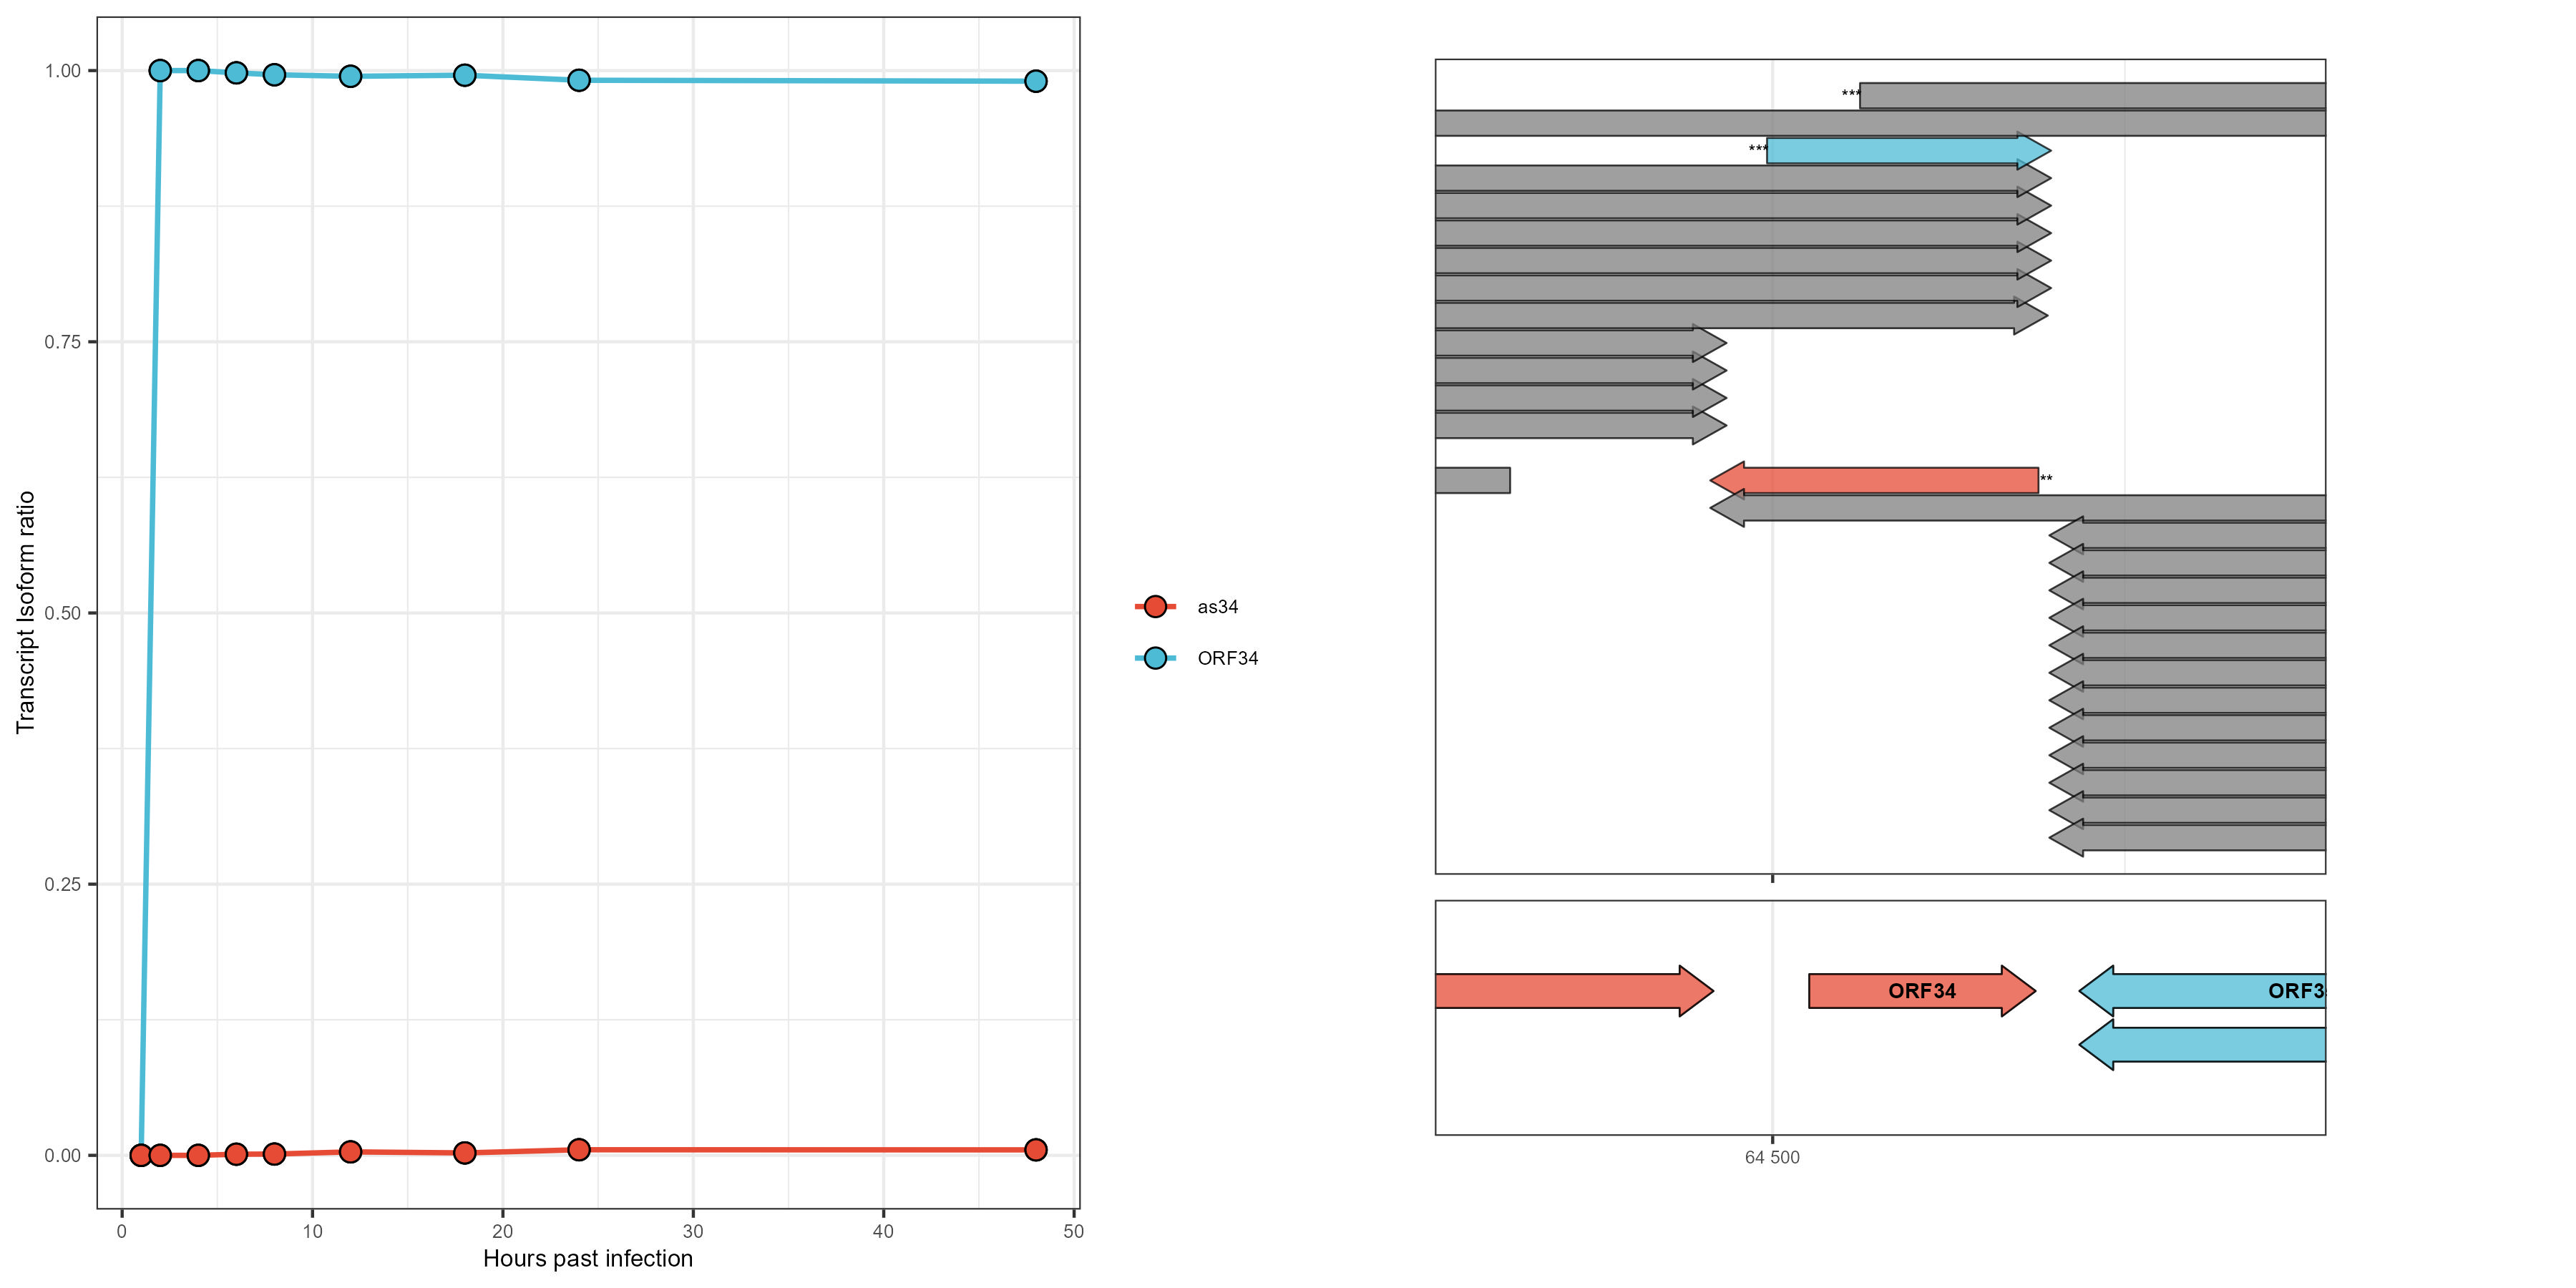 1.00
0.75
0.50
0.25
0.00
Transcript Isoform ratio
0 10 20 30 40 50
Hours past infection
as34
ORF34
***
***
**
ORF34 ORF3
64 500